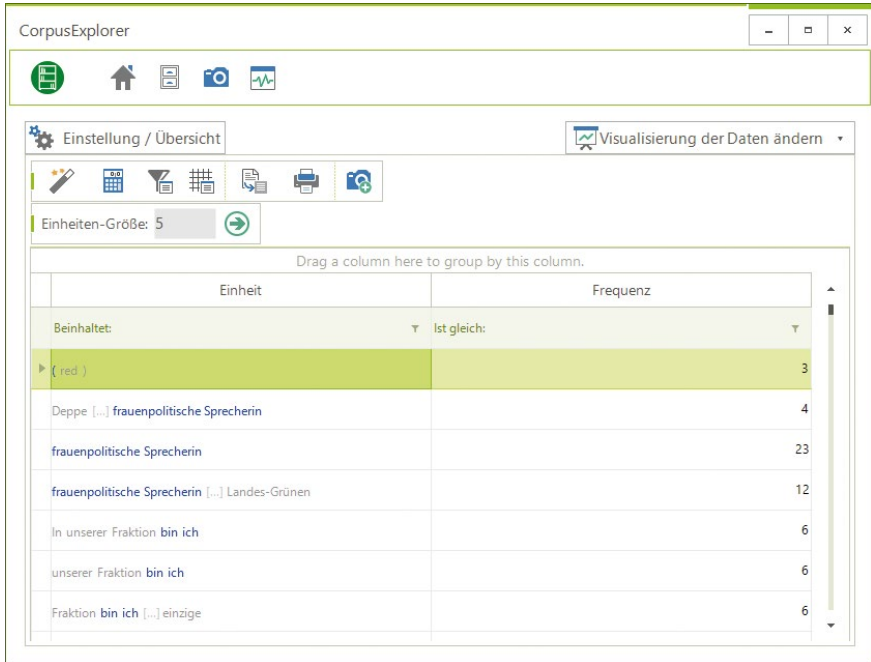 CorpusExplorer
Einstellung / Übersicht
Visualisierung der Daten ändern
Einheiten-Größe: 5
Drag a column here to group by this column.
Einheit Frequenz
Beinhaltet: Ist gleich:
( red ) 3
Deppe [...] frauenpolitische Sprecherin 4
frauenpolitische Sprecherin 23
frauenpolitische Sprecherin [...] Landes-Grünen 12
In unserer Fraktion bin ich 6
unserer Fraktion bin ich 6
Fraktion bin ich [...] einzige 6